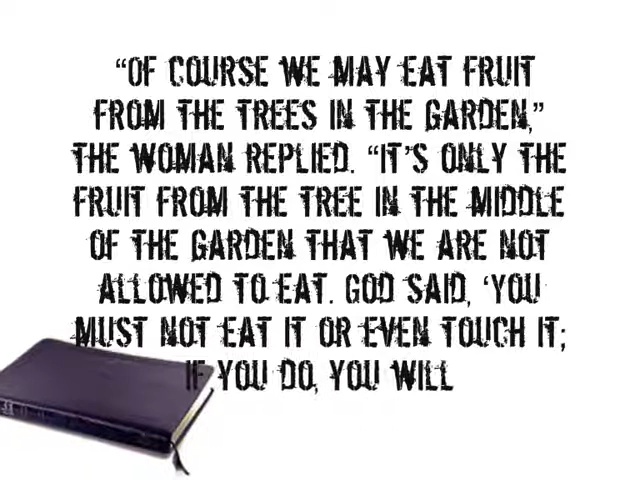 “OF COURSE WE MAY EAT FRUIT
FROM THE TREES IN THE GARDEN,”
THE WOMAN REPLIED. “IT’S ONLY THE
FRUIT FROM THE TREE IN THE MIDDLE
OF THE GARDEN THAT WE ARE NOT
ALLOWED TO EAT. GOD SAID, ‘YOU
MUST NOT EAT IT OR EVEN TOUCH IT;
IF YOU DO, YOU WILL